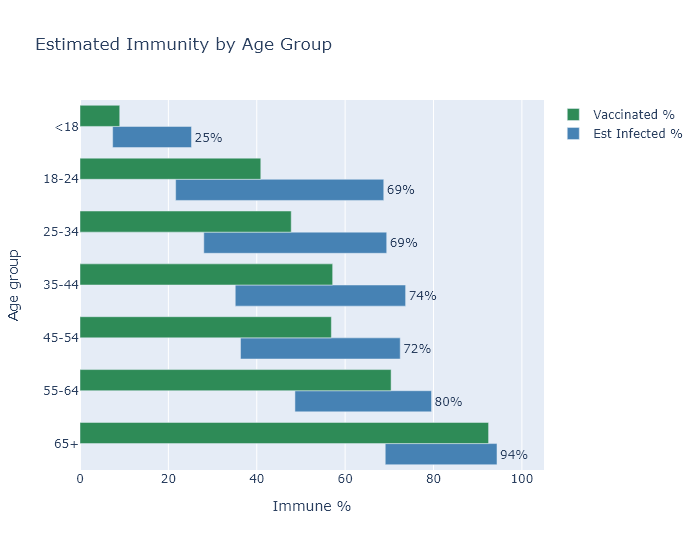 Estimated Immunity by Age Group
Vaccinated %
Est Infected %
<18
25%
18-24
69%
25-34
69%
35-44
74%
45-54
72%
55-64
80%
65+
94%
0 20 40 60 80 100
Immune %
Age group